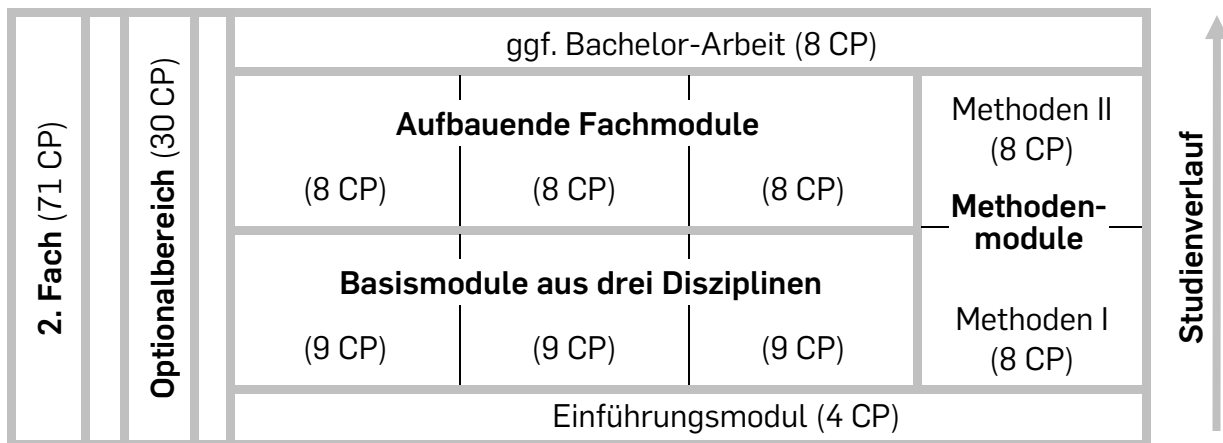 2. Fach (71 CP)
Optionalbereich (30 CP)
ggf. Bachelor-Arbeit (8 CP)
Aufbauende Fachmodule
(8 CP) (8 CP) (8 CP)
Methoden II
(8 CP)
Methoden-
module
Basismodule aus drei Disziplinen
(9 CP) (9 CP) (9 CP)
Methoden I
(8 CP)
Einführungsmodul (4 CP)
Studienverlauf